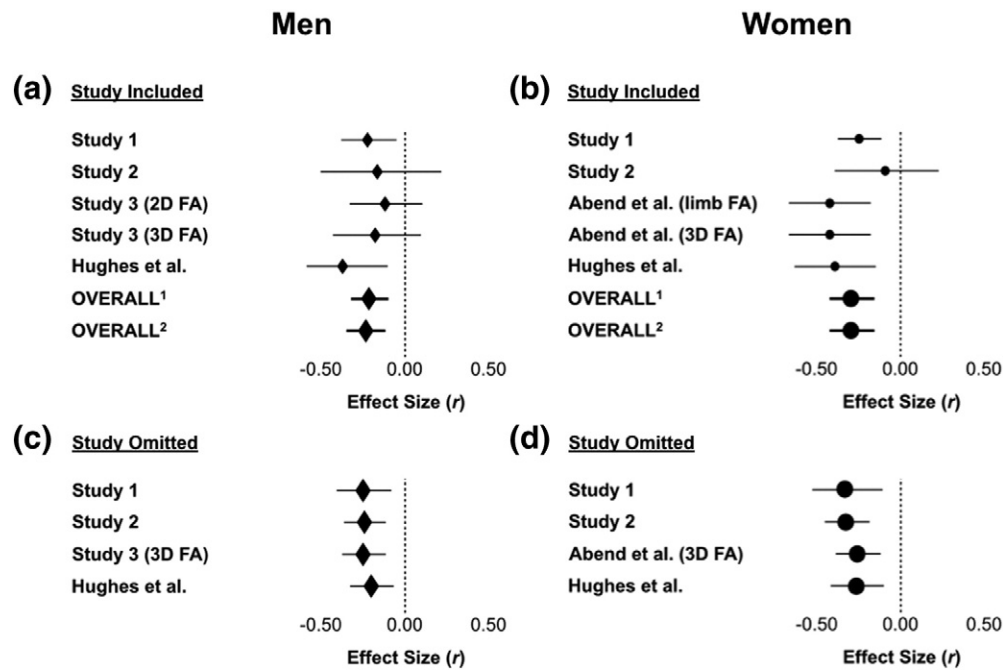 Men
Women
(a) Study Included
Study 1
Study 2
Study 3 (2D FA)
Study 3 (3D FA)
Hughes et al.
OVERALL¹
OVERALL²
-0.50 0.00 0.50
Effect Size (r)
(b) Study Included
Study 1
Study 2
Abend et al. (limb FA)
Abend et al. (3D FA)
Hughes et al.
OVERALL¹
OVERALL²
-0.50 0.00 0.50
Effect Size (r)
(c) Study Omitted
Study 1
Study 2
Study 3 (3D FA)
Hughes et al.
-0.50 0.00 0.50
Effect Size (r)
(d) Study Omitted
Study 1
Study 2
Abend et al. (3D FA)
Hughes et al.
-0.50 0.00 0.50
Effect Size (r)